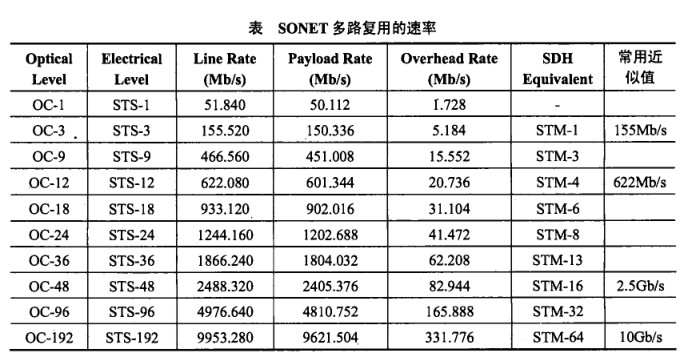 表 SONET 多路复用的速率
Optical Level Electrical Level Line Rate (Mb/s) Payload Rate (Mb/s) Overhead Rate (Mb/s) SDH Equivalent 常用近似值
OC-1 STS-1 51.840 50.112 1.728 -
OC-3 STS-3 155.520 150.336 5.184 STM-1 155Mb/s
OC-9 STS-9 466.560 451.008 15.552 STM-3
OC-12 STS-12 622.080 601.344 20.736 STM-4 622Mb/s
OC-18 STS-18 933.120 902.016 31.104 STM-6
OC-24 STS-24 1244.160 1202.688 41.472 STM-8
OC-36 STS-36 1866.240 1804.032 62.208 STM-13
OC-48 STS-48 2488.320 2405.376 82.944 STM-16 2.5Gb/s
OC-96 STS-96 4976.640 4810.752 165.888 STM-32
OC-192 STS-192 9953.280 9621.504 331.776 STM-64 10Gb/s